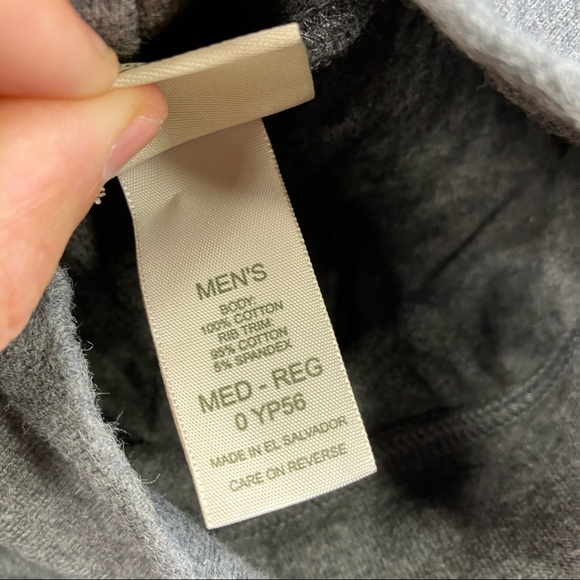 MEN'S
BODY:
100% COTTON
RIB TRIM:
95% COTTON
5% SPANDEX
MED - REG
0 YP56
MADE IN EL SALVADOR
CARE ON REVERSE